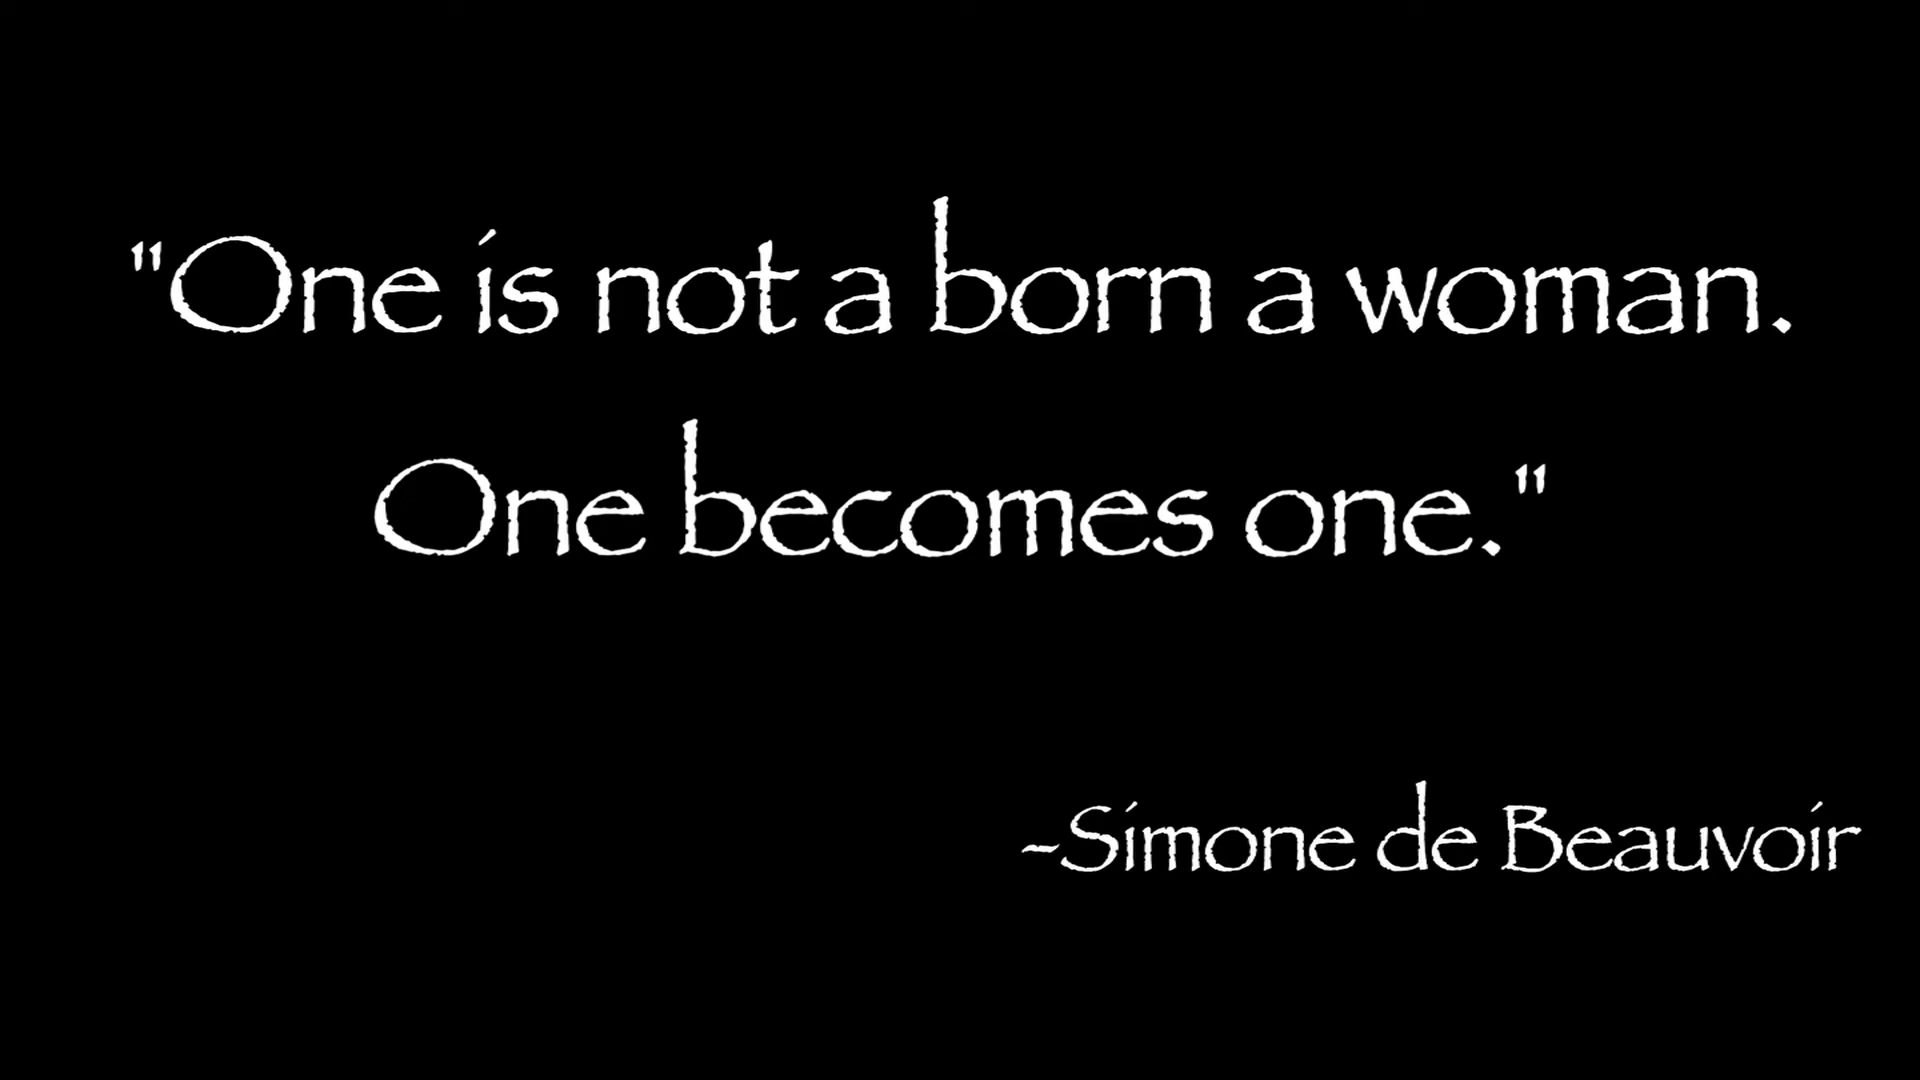 "One is not a born a woman.
One becomes one."
~Simone de Beauvoir